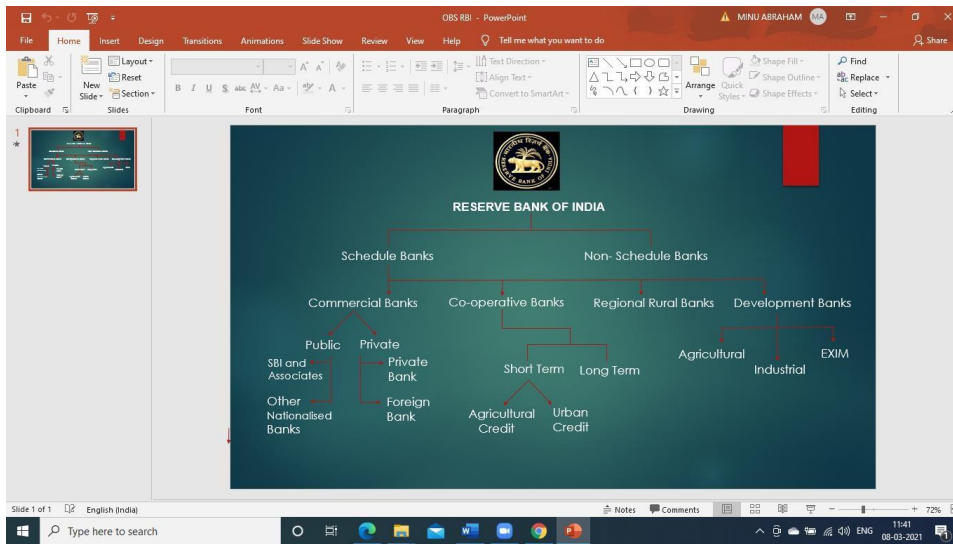 OBS RBI - PowerPoint
MINU ABRAHAM
MA
File Home Insert Design Transitions Animations Slide Show Review View Help Tell me what you want to do
Share
Paste
New
Slide
Layout
Reset
Section
B I U S abc AV Aa
A
Text Direction
Align Text
Convert to SmartArt
Arrange
Quick
Styles
Shape Fill
Shape Outline
Shape Effects
Find
Replace
Select
Clipboard Slides Font Paragraph Drawing Editing
1
RESERVE BANK OF INDIA
Schedule Banks Non- Schedule Banks
Commercial Banks Co-operative Banks Regional Rural Banks Development Banks
Public Private
SBI and
Associates
Private
Bank
Other
Nationalised
Banks
Foreign
Bank
Short Term Long Term
Agricultural
Credit
Urban
Credit
Agricultural Industrial EXIM
Slide 1 of 1 English (India)
Notes Comments
72%
Type here to search
ENG
11:41
08-03-2021